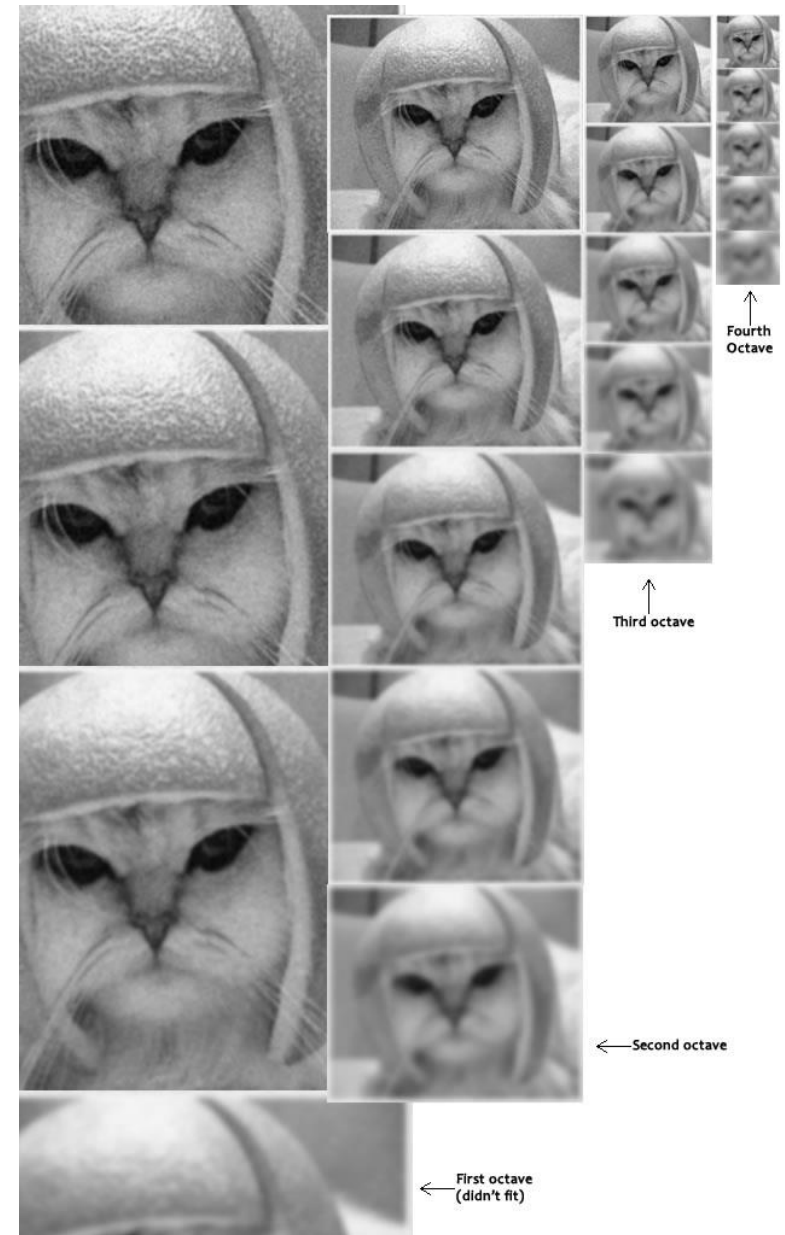 Fourth
Octave
Third octave
Second octave
First octave
(didn't fit)